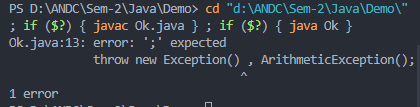 PS D:\ANDC\Sem-2\Java\Demo> cd "d:\ANDC\Sem-2\Java\Demo\"
; if ($?) { javac Ok.java } ; if ($?) { java Ok }
Ok.java:13: error: ';' expected
throw new Exception() , ArithmeticException();
^
1 error